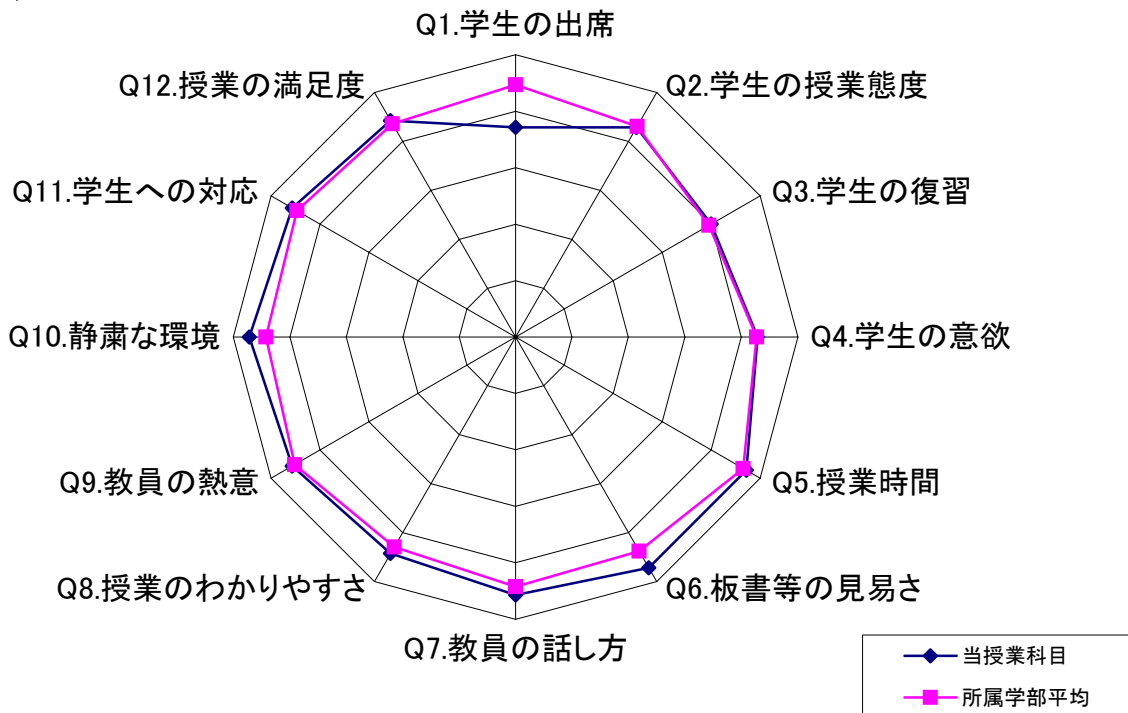 Q1.学生の出席
Q2.学生の授業態度
Q3.学生の復習
Q4.学生の意欲
Q5.授業時間
Q6.板書等の見易さ
Q7.教員の話し方
Q8.授業のわかりやすさ
Q9.教員の熱意
Q10.静粛な環境
Q11.学生への対応
Q12.授業の満足度
当授業科目
所属学部平均